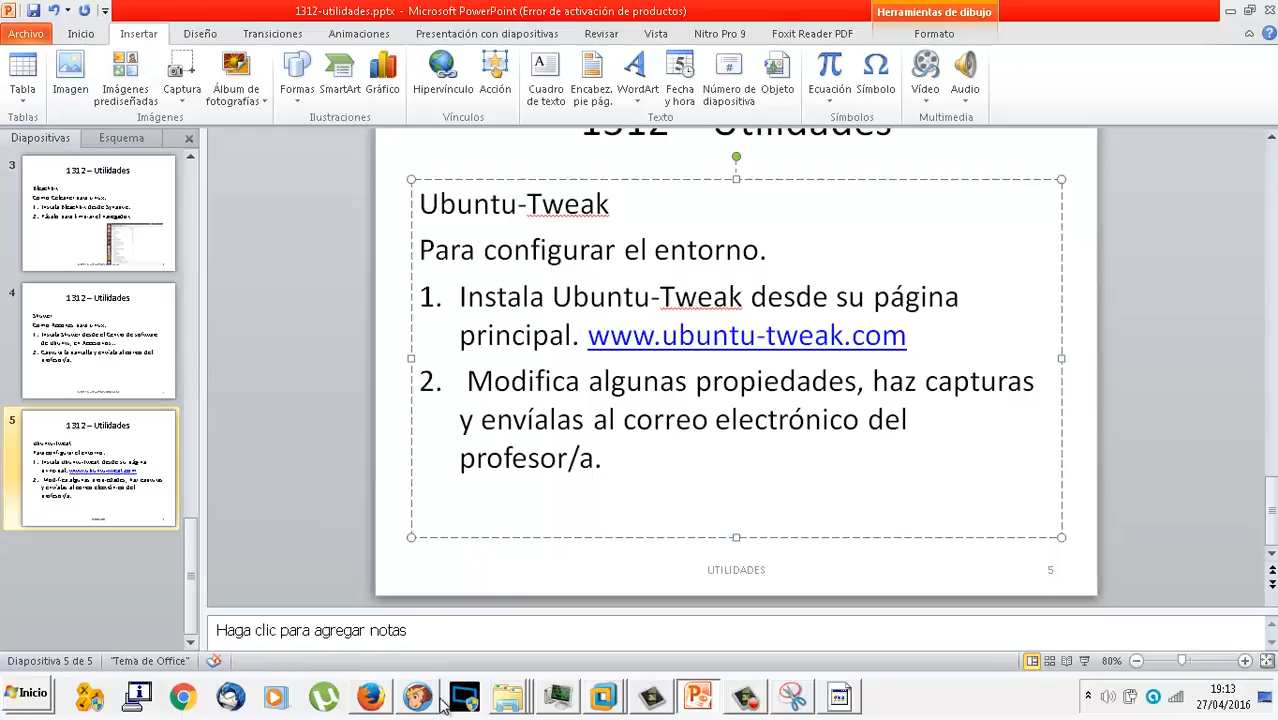 1312-utilidades.pptx - Microsoft PowerPoint (Error de activación de productos)
Herramientas de dibujo
Archivo Inicio Insertar Diseño Transiciones Animaciones Presentación con diapositivas Revisar Vista Nitro Pro 9 Foxit Reader PDF Formato
Tabla Imagen Imágenes prediseñadas Captura Álbum de fotografías Formas SmartArt Gráfico Hipervínculo Acción Cuadro de texto Encabez. pie pág. WordArt Fecha y hora Número de diapositiva Objeto Ecuación Símbolo Vídeo Audio
Tablas Imágenes Ilustraciones Vínculos Texto Símbolos Multimedia
Diapositivas Esquema
3
1312 – Utilidades
4
1312 – Utilidades
5
1312 – Utilidades
1312 – Utilidades
Ubuntu-Tweak
Para configurar el entorno.
1. Instala Ubuntu-Tweak desde su página
principal. www.ubuntu-tweak.com
2. Modifica algunas propiedades, haz capturas
y envíalas al correo electrónico del
profesor/a.
UTILIDADES 5
Haga clic para agregar notas
Diapositiva 5 de 5 "Tema de Office" 80%
Inicio
19:13
27/04/2016